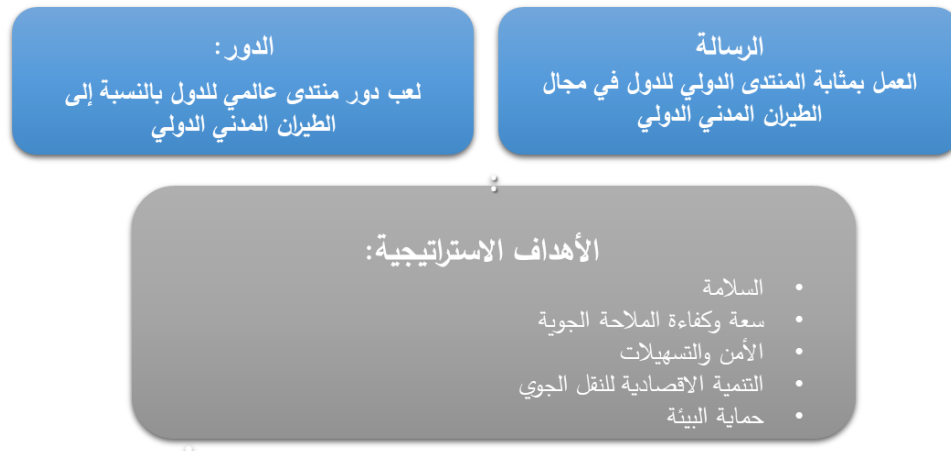 الرسالة
العمل بمثابة المنتدى الدولي للدول في مجال
الطيران المدني الدولي
الدور:
لعب دور منتدى عالمي للدول بالنسبة إلى
الطيران المدني الدولي
:
الأهداف الاستراتيجية:
• السلامة
• سعة وكفاءة الملاحة الجوية
• الأمن والتسهيلات
• التنمية الاقتصادية للنقل الجوي
• حماية البيئة